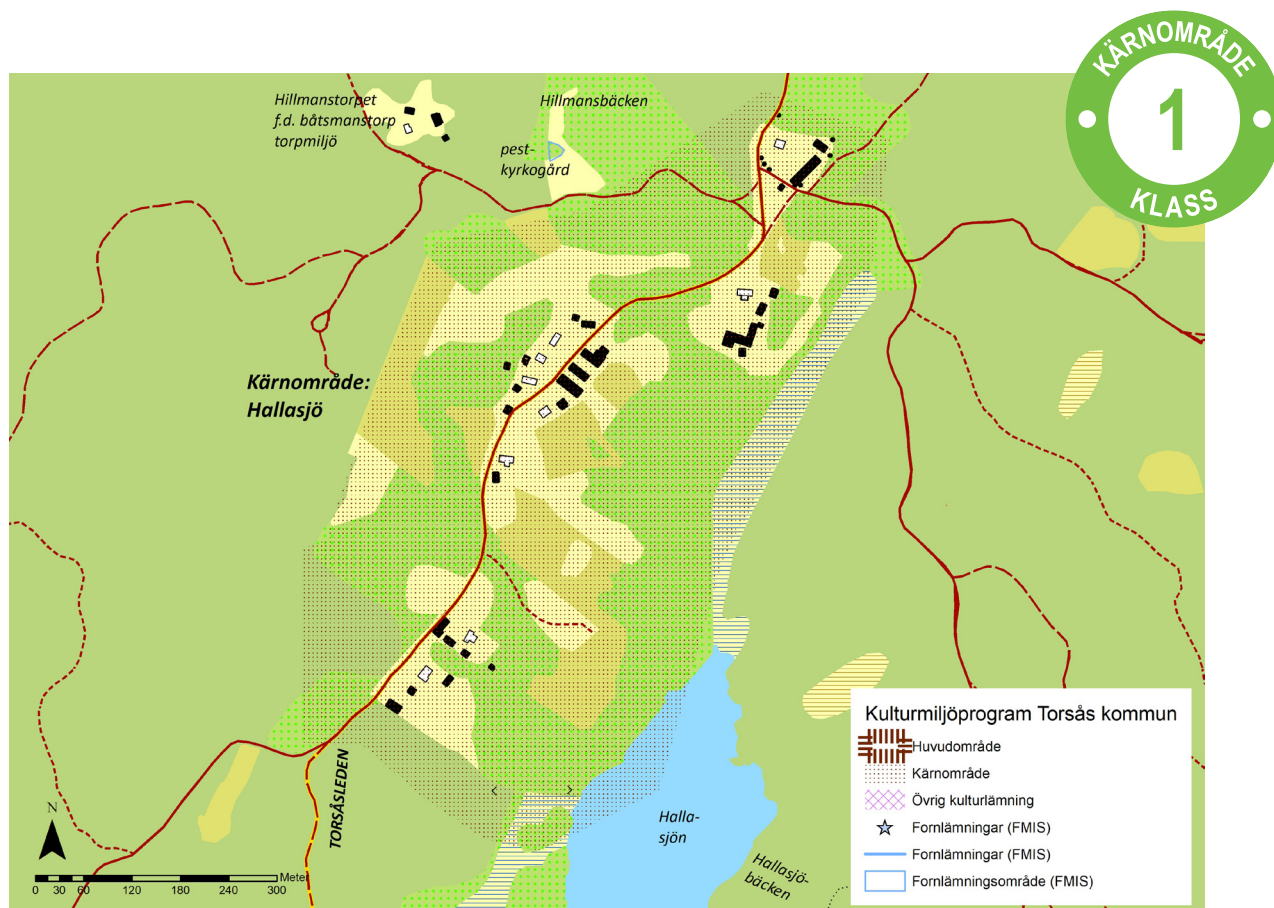 KÄRNOMRÅDE
1
KLASS
Hillmanstorpet
f.d. båtsmanstorp
torpmiljö
Hillmansbäcken
pest-
kyrkogård
Kärnområde:
Hallasjö
TORSÅSLEDEN
Halla-
sjön
Hallasjö-
bäcken
N
Meter
0 30 60 120 180 240 300
Kulturmiljöprogram Torsås kommun
Huvudområde
Kärnområde
Övrig kulturlämning
Fornlämningar (FMIS)
Fornlämningar (FMIS)
Fornlämningsområde (FMIS)